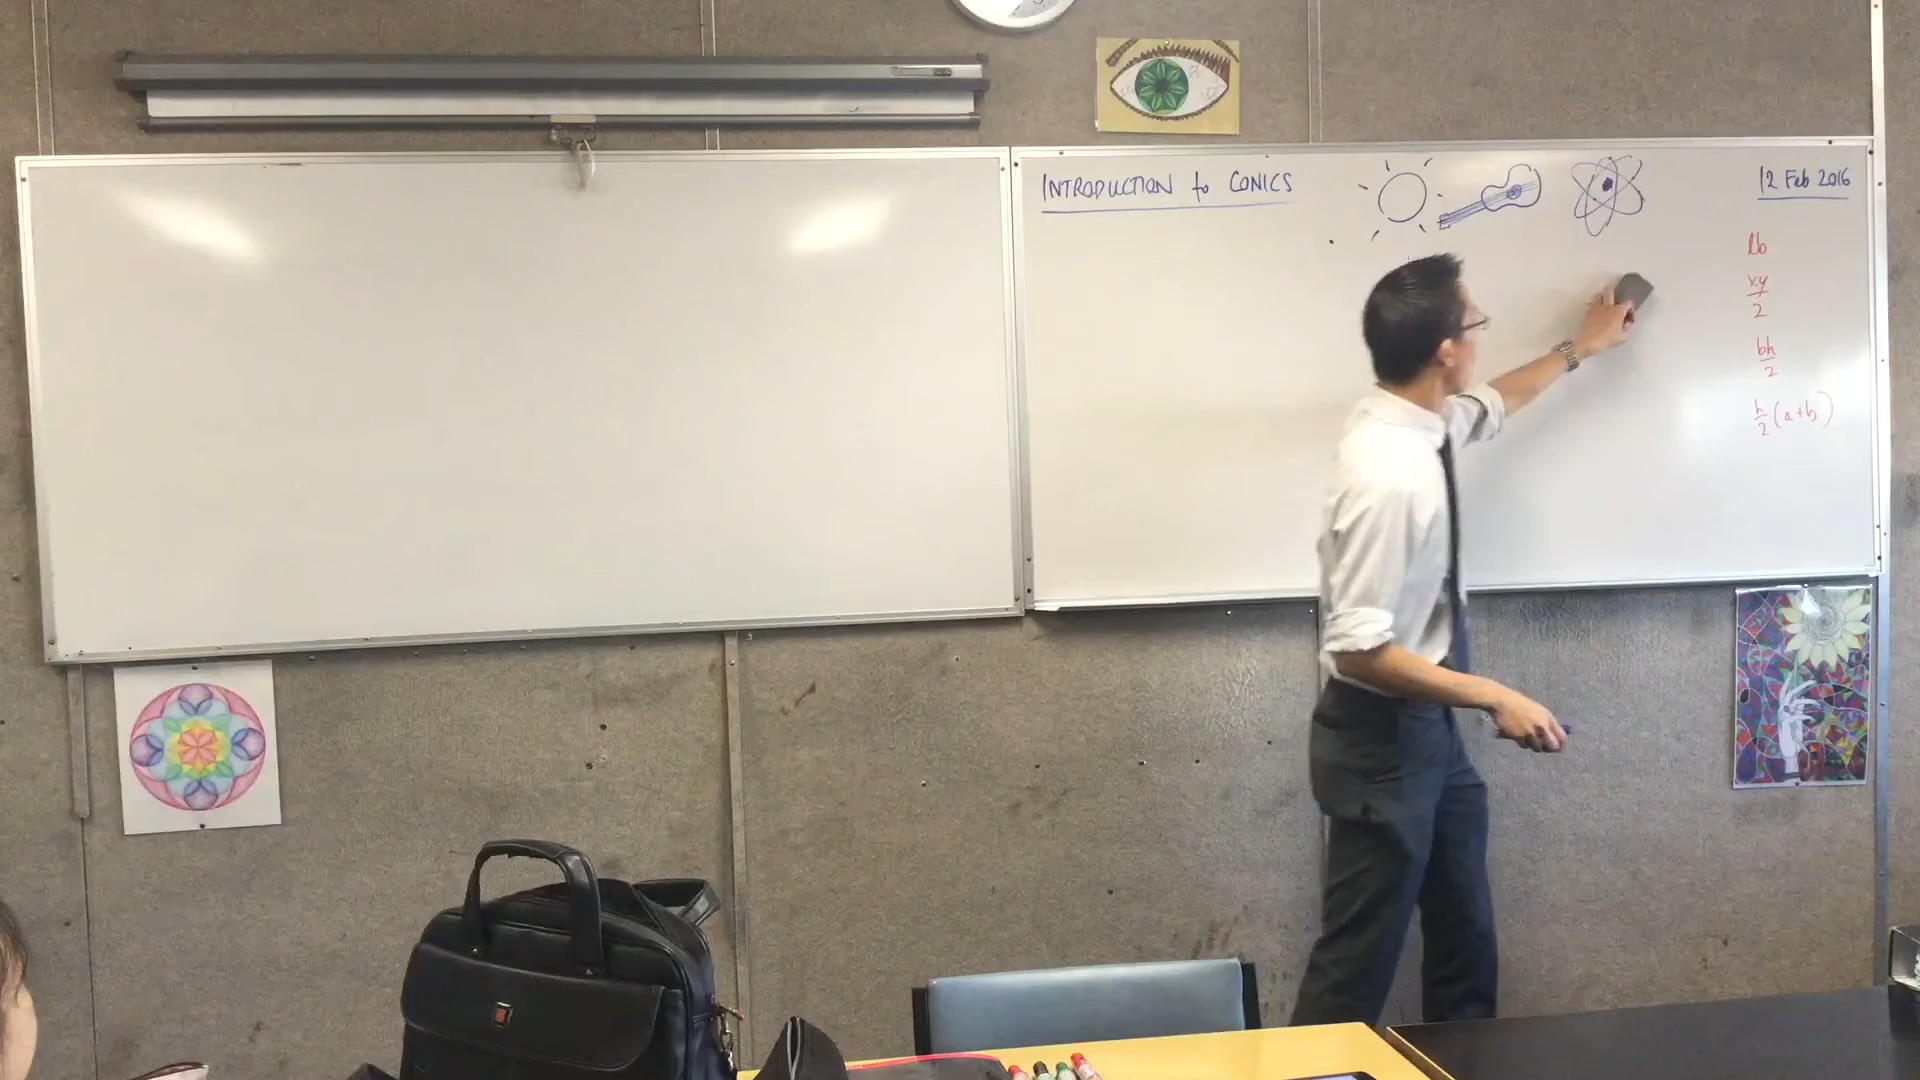 INTRODUCTION to CONICS
12 Feb 2016
lb
xy/2
bh/2
h/2 (a+b)